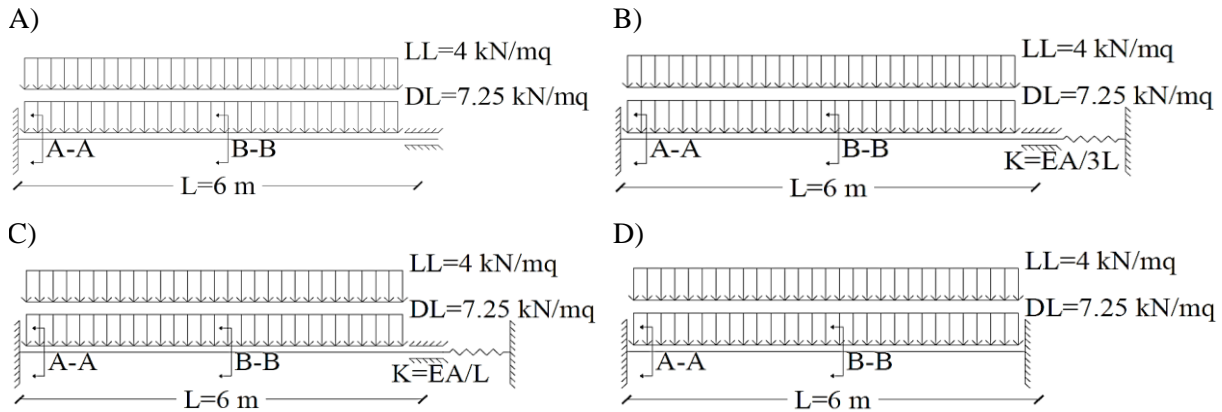 A)
LL=4 kN/mq
DL=7.25 kN/mq
A-A
B-B
L=6 m
B)
LL=4 kN/mq
DL=7.25 kN/mq
A-A
B-B
K=EA/3L
L=6 m
C)
LL=4 kN/mq
DL=7.25 kN/mq
A-A
B-B
K=EA/L
L=6 m
D)
LL=4 kN/mq
DL=7.25 kN/mq
A-A
B-B
L=6 m